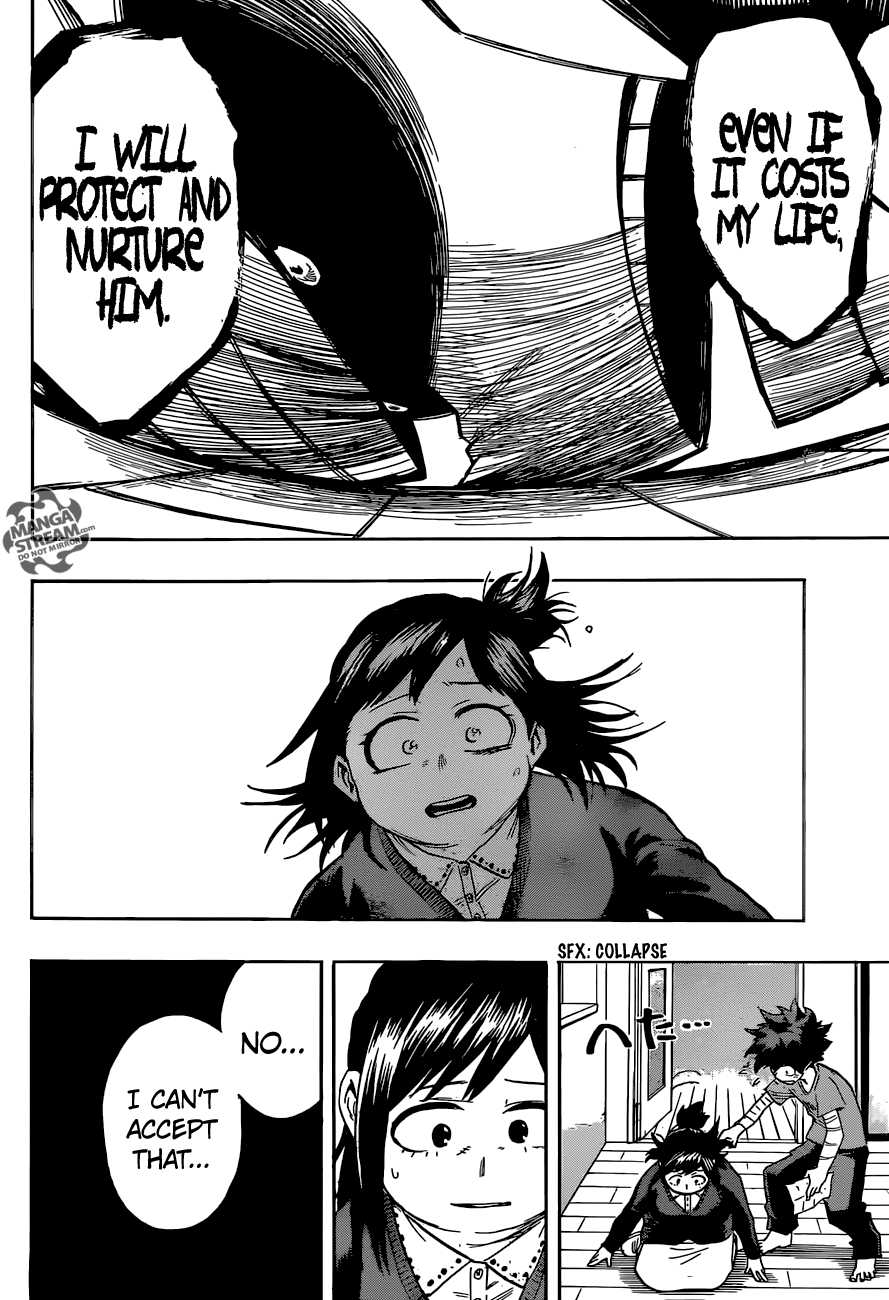 EVEN IF
IT COSTS
MY LIFE,
I WILL
PROTECT AND
NURTURE
HIM.
MANGA
STREAM.com
DO NOT MIRROR
SFX: COLLAPSE
へた…
NO...
I CAN'T
ACCEPT
THAT...